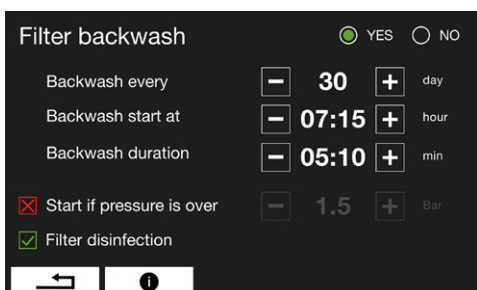 Filter backwash YES NO
Backwash every − 30 + day
Backwash start at − 07:15 + hour
Backwash duration − 05:10 + min
Start if pressure is over − 1.5 + Bar
Filter disinfection
i